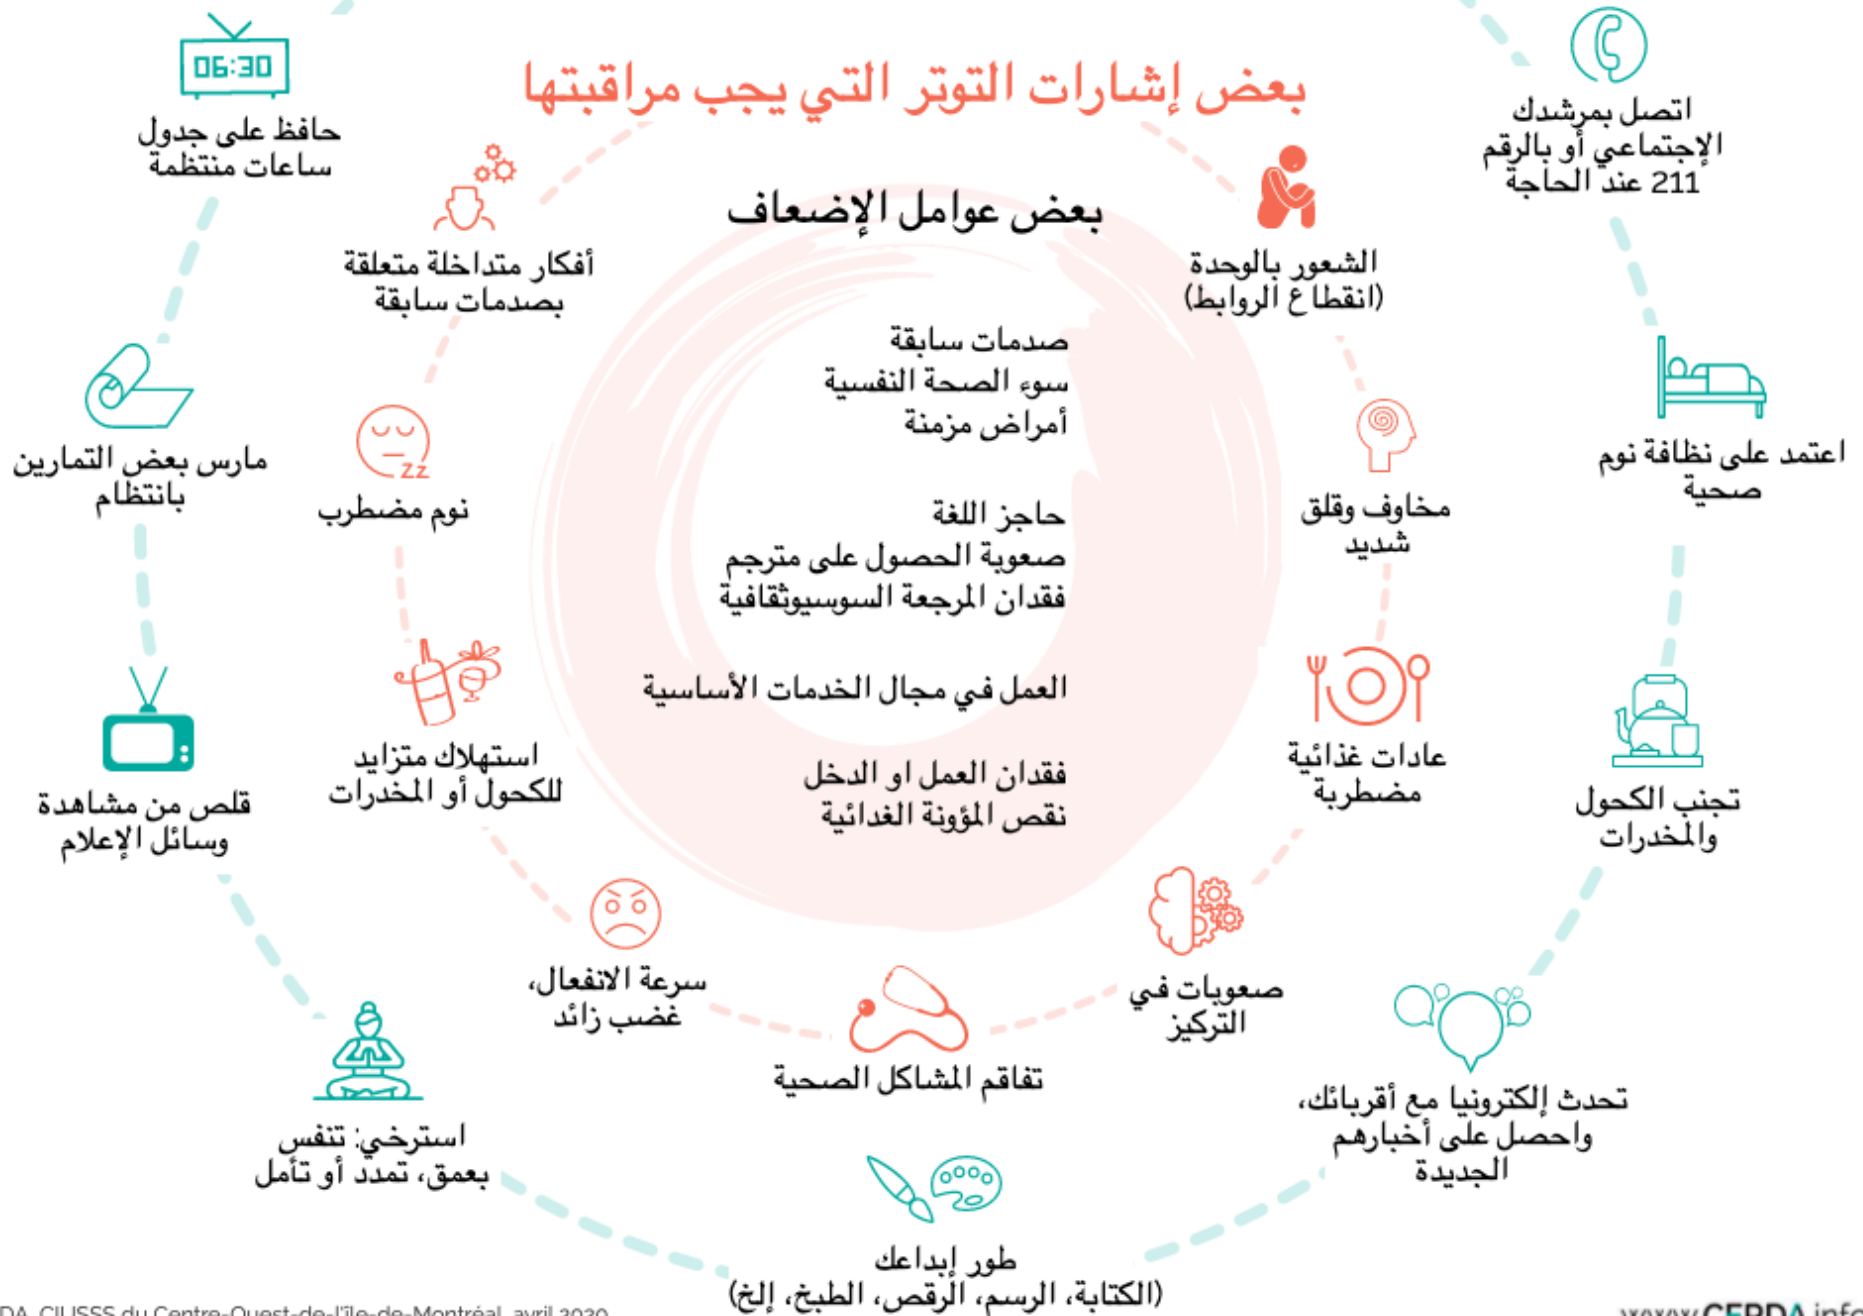 06:30
حافظ على جدول
ساعات منتظمة
بعض إشارات التوتر التي يجب مراقبتها
اتصل بمرشدك
الإجتماعي أو بالرقم
211 عند الحاجة
بعض عوامل الإضعاف
الشعور بالوحدة
(انقطاع الروابط)
أفكار متداخلة متعلقة
بصدمات سابقة
صدمات سابقة
سوء الصحة النفسية
أمراض مزمنة
اعتمد على نظافة نوم
صحية
مارس بعض التمارين
بانتظام
مخاوف وقلق
شديد
zz
نوم مضطرب
حاجز اللغة
صعوبة الحصول على مترجم
فقدان المرجعة السوسيوثقافية
العمل في مجال الخدمات الأساسية
عادات غذائية
مضطربة
استهلاك متزايد
للكحول أو المخدرات
فقدان العمل او الدخل
نقص المؤونة الغدائية
تجنب الكحول
والمخدرات
قلص من مشاهدة
وسائل الإعلام
صعوبات في
التركيز
سرعة الانفعال،
غضب زائد
تفاقم المشاكل الصحية
تحدث إلكترونيا مع أقربائك،
واحصل على أخبارهم
الجديدة
استرخي: تنفس
بعمق، تمدد أو تأمل
طور إبداعك
(الكتابة، الرسم، الرقص، الطبخ، إلخ)
DA, CIUSSS du Centre-Ouest-de-l'île-de-Montréal, avril 2020
www.CERDA.info